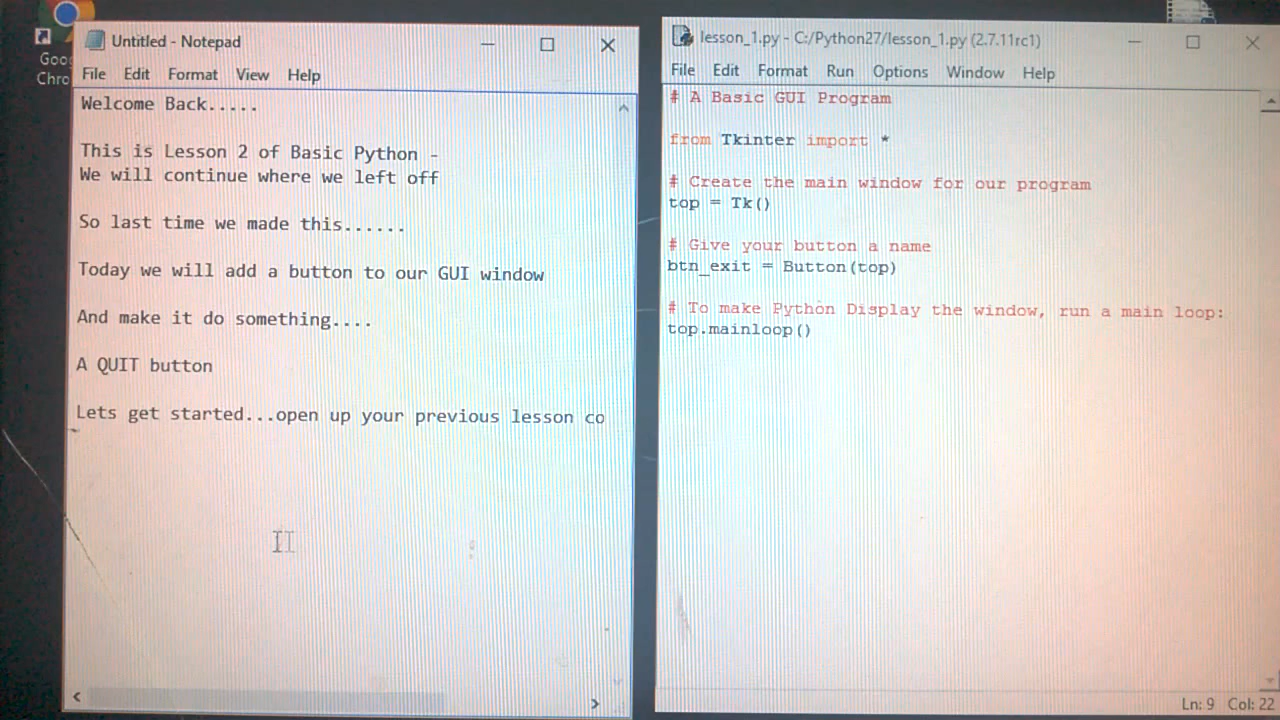 Goo
Chro
Untitled - Notepad
File Edit Format View Help
Welcome Back.....
This is Lesson 2 of Basic Python -
We will continue where we left off
So last time we made this......
Today we will add a button to our GUI window
And make it do something....
A QUIT button
Lets get started...open up your previous lesson co
lesson_1.py - C:/Python27/lesson_1.py (2.7.11rc1)
File Edit Format Run Options Window Help
# A Basic GUI Program
from Tkinter import *
# Create the main window for our program
top = Tk()
# Give your button a name
btn_exit = Button(top)
# To make Python Display the window, run a main loop:
top.mainloop()
Ln: 9 Col: 22